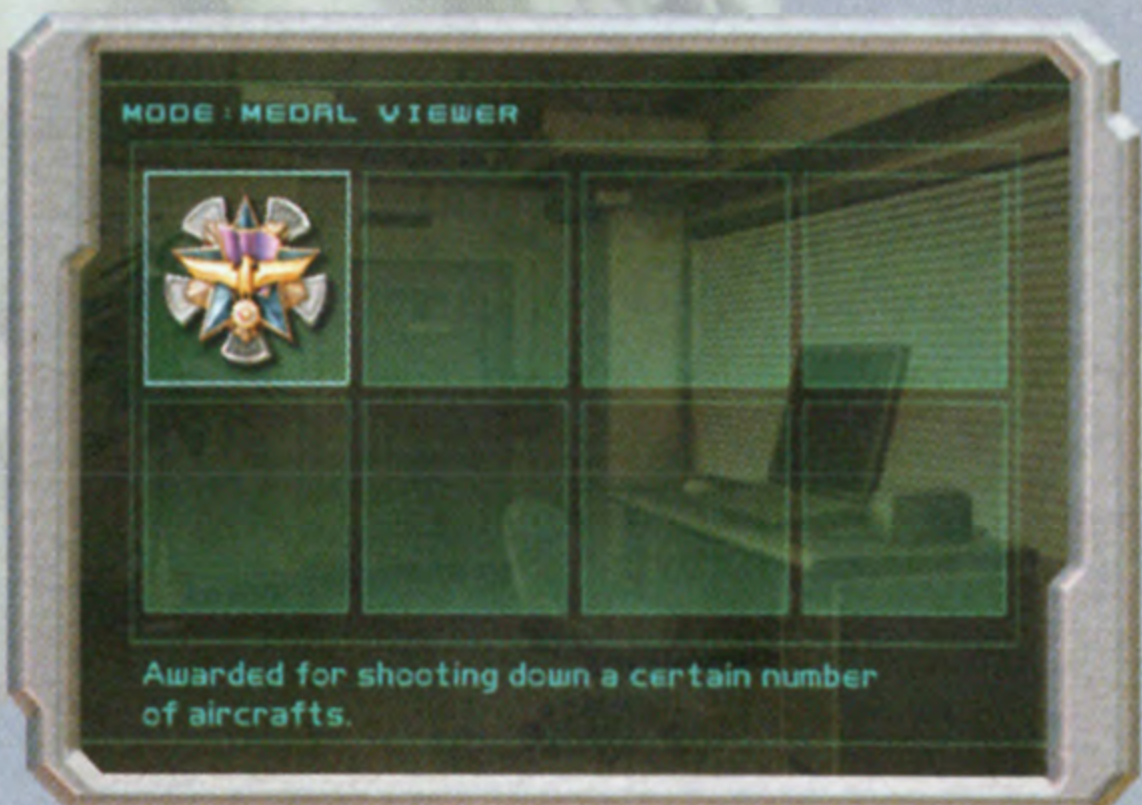 MODE:MEDAL VIEWER
Awarded for shooting down a certain number
of aircrafts.